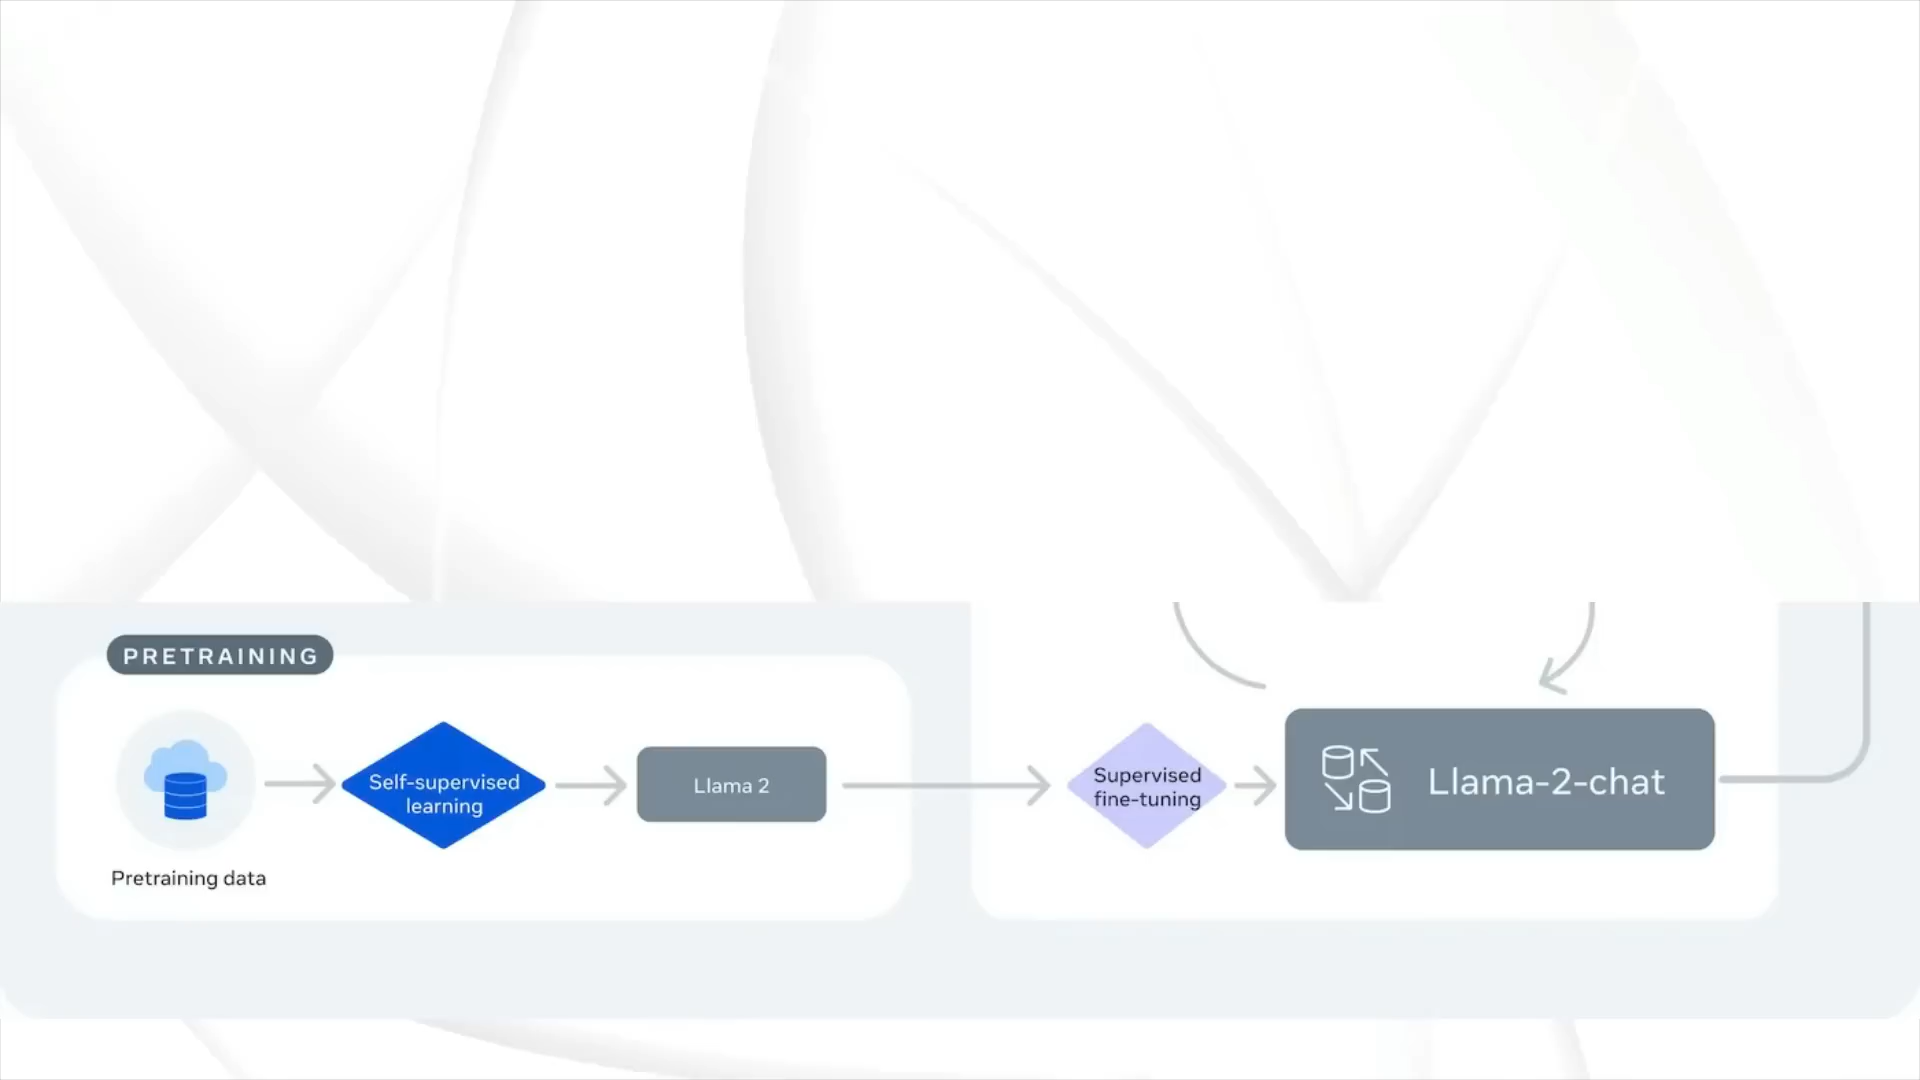 PRETRAINING
Self-supervised
learning
Llama 2
Pretraining data
Supervised
fine-tuning
Llama-2-chat